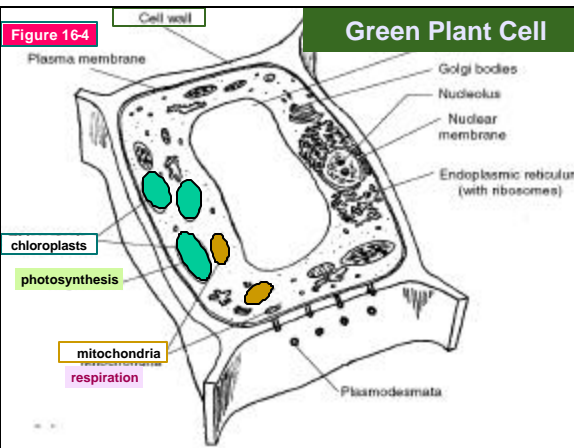 Cell wall
Green Plant Cell
Figure 16-4
Plasma membrane
Golgi bodies
Nucleolus
Nuclear
membrane
Endoplasmic reticulum
(with ribosomes)
chloroplasts
photosynthesis
mitochondria
respiration
Plasmodesmata